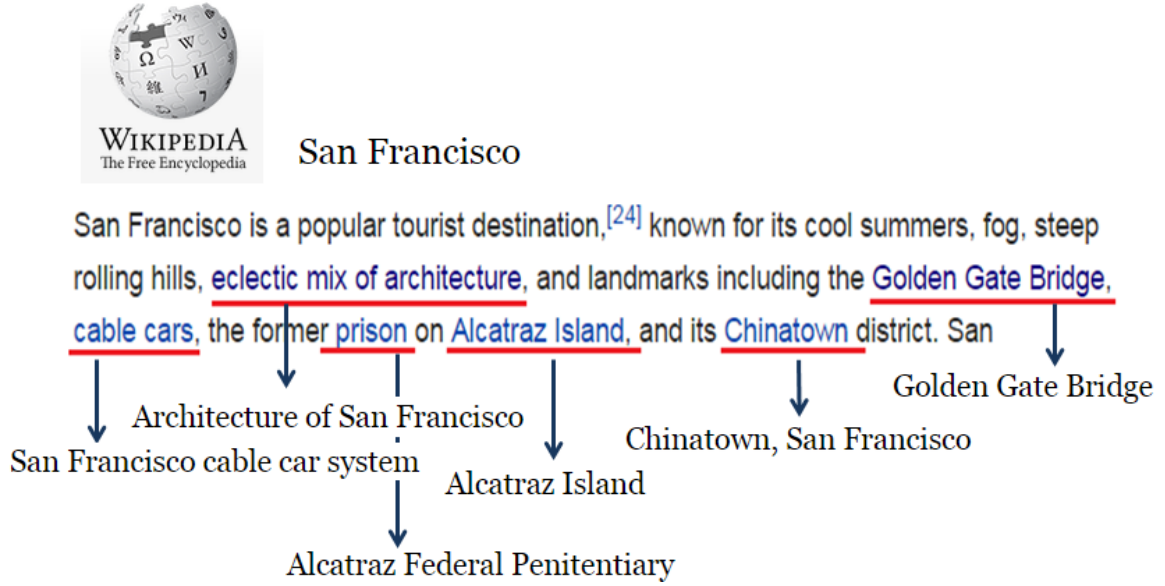 Ω W И 維 7
WIKIPEDIA
The Free Encyclopedia
San Francisco
San Francisco is a popular tourist destination,[24] known for its cool summers, fog, steep
rolling hills, eclectic mix of architecture, and landmarks including the Golden Gate Bridge,
cable cars, the former prison on Alcatraz Island, and its Chinatown district. San
Golden Gate Bridge
Architecture of San Francisco
Chinatown, San Francisco
San Francisco cable car system
Alcatraz Island
Alcatraz Federal Penitentiary